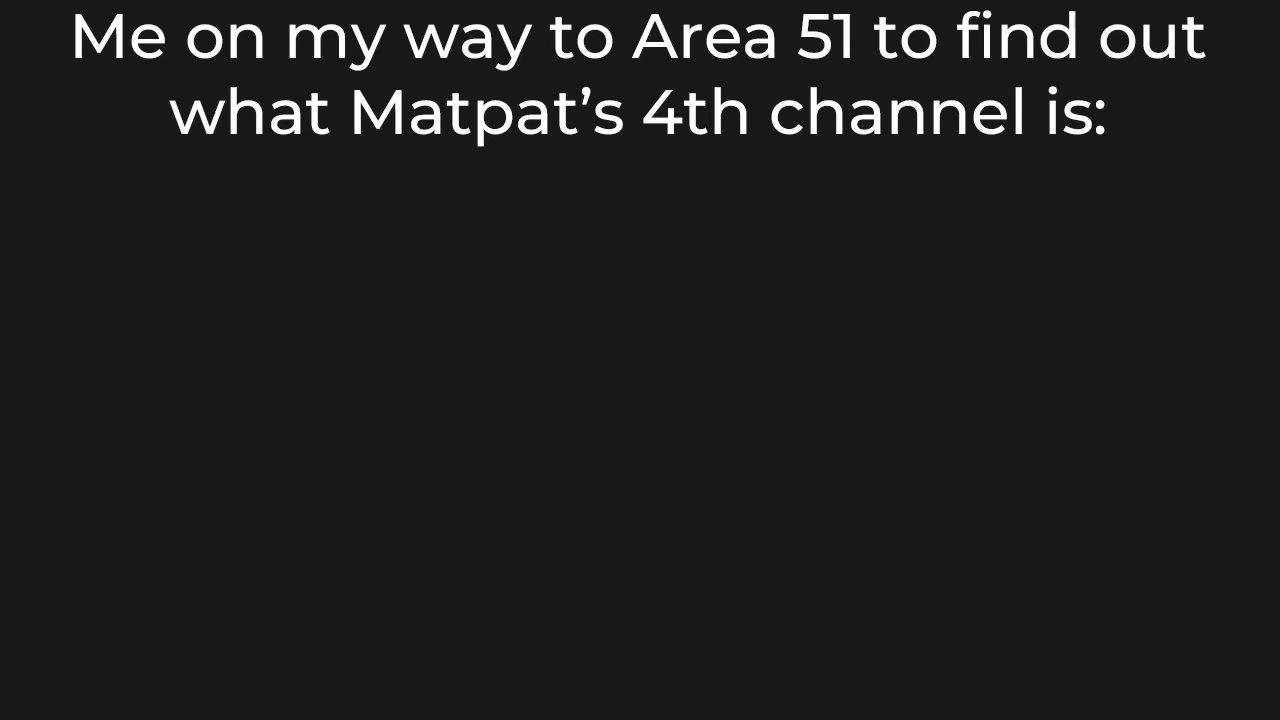 Me on my way to Area 51 to find out
what Matpat’s 4th channel is: